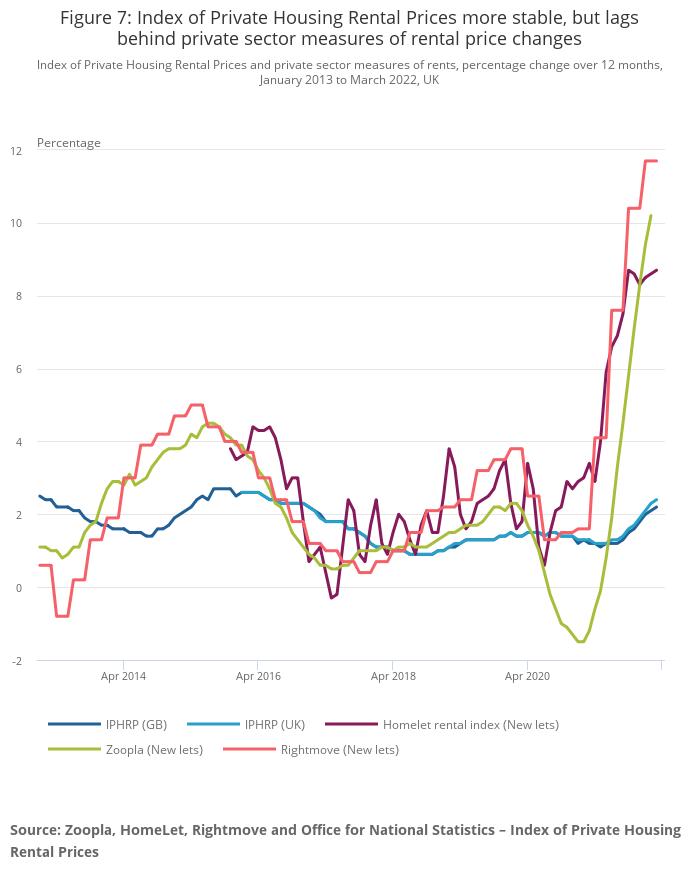 Figure 7: Index of Private Housing Rental Prices more stable, but lags
behind private sector measures of rental price changes
Index of Private Housing Rental Prices and private sector measures of rents, percentage change over 12 months,
January 2013 to March 2022, UK
Percentage
12
10
8
6
4
2
0
-2
Apr 2014 Apr 2016 Apr 2018 Apr 2020
IPHRP (GB) IPHRP (UK) Homelet rental index (New lets)
Zoopla (New lets) Rightmove (New lets)
Source: Zoopla, HomeLet, Rightmove and Office for National Statistics – Index of Private Housing
Rental Prices